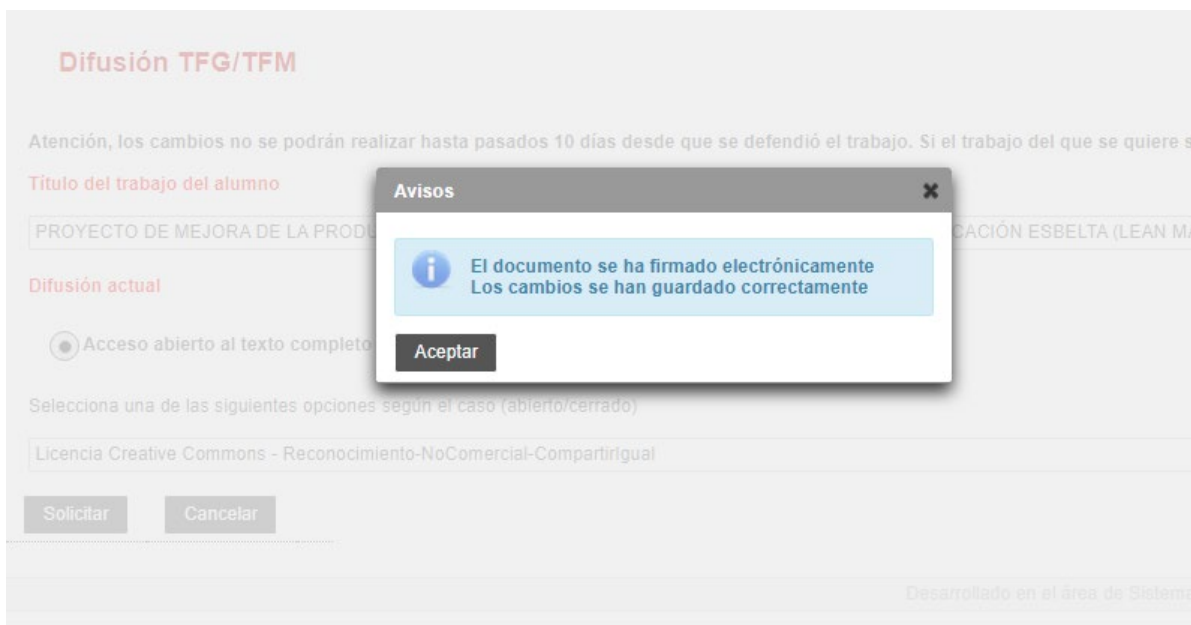 Difusión TFG/TFM
Atención, los cambios no se podrán realizar hasta pasados 10 días desde que se defendió el trabajo. Si el trabajo del que se quiere s
Título del trabajo del alumno
Avisos
PROYECTO DE MEJORA DE LA PRODU
CACIÓN ESBELTA (LEAN MA
El documento se ha firmado electrónicamente
Los cambios se han guardado correctamente
Difusión actual
Acceso abierto al texto completo
Aceptar
Selecciona una de las siguientes opciones según el caso (abierto/cerrado)
Licencia Creative Commons - Reconocimiento-NoComercial-CompartirIgual
Solicitar Cancelar
Desarrollado en el área de Sistema